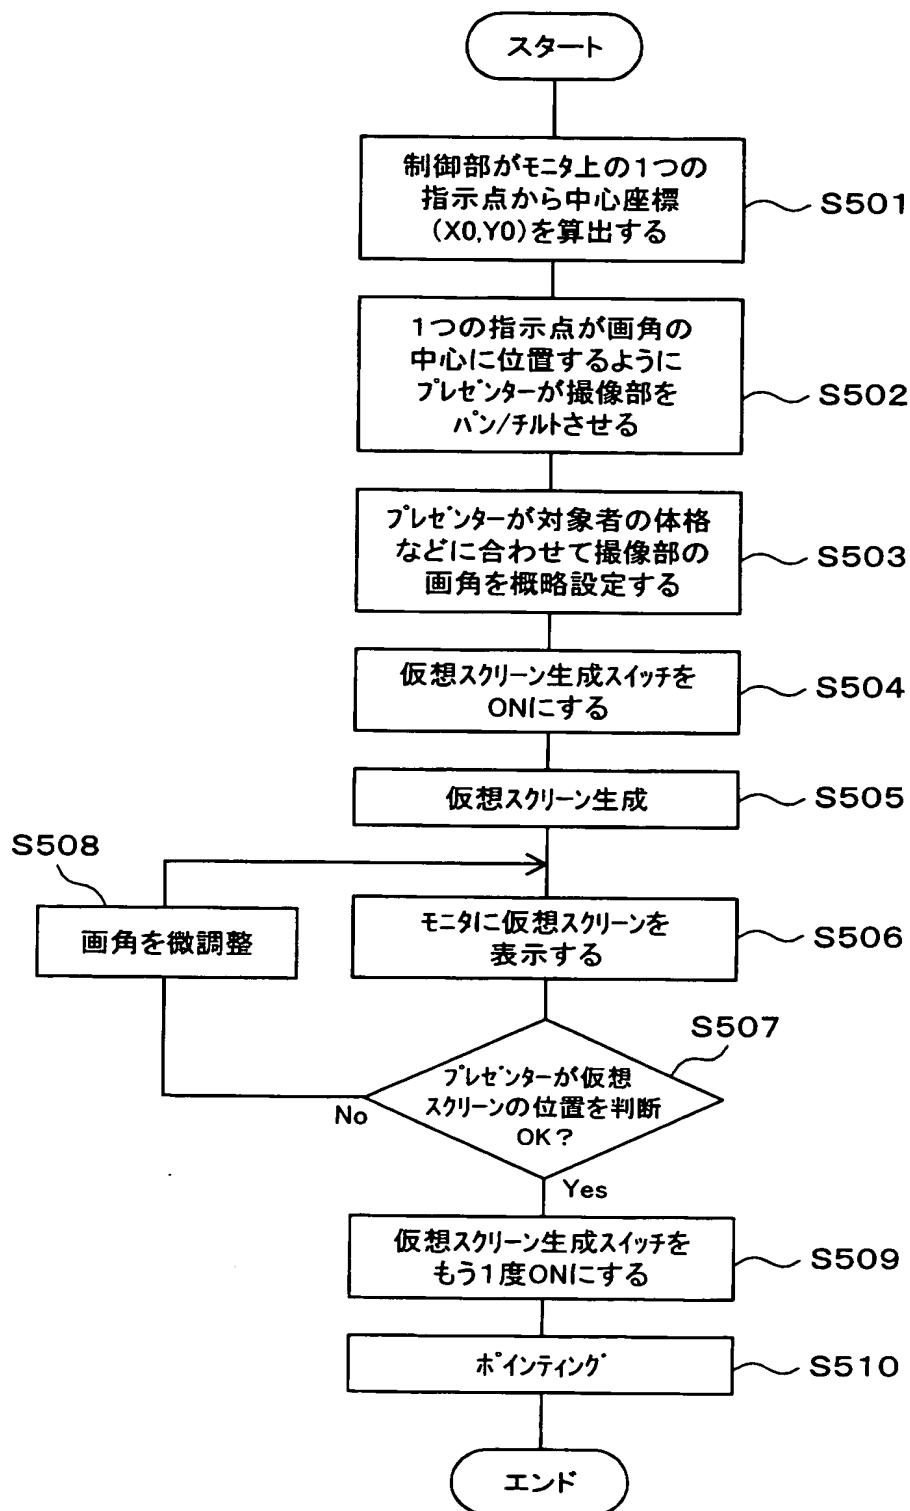 スタート
制御部がモニタ上の1つの
指示点から中心座標
(X0,Y0)を算出する
S501
1つの指示点が画角の
中心に位置するように
プレゼンターが撮像部を
パン/チルトさせる
S502
プレゼンターが対象者の体格
などに合わせて撮像部の
画角を概略設定する
S503
仮想スクリーン生成スイッチを
ONにする
S504
仮想スクリーン生成
S505
S508
画角を微調整
モニタに仮想スクリーンを
表示する
S506
S507
プレゼンターが仮想
スクリーンの位置を判断
OK?
No
Yes
仮想スクリーン生成スイッチを
もう1度ONにする
S509
ポインティング
S510
エンド